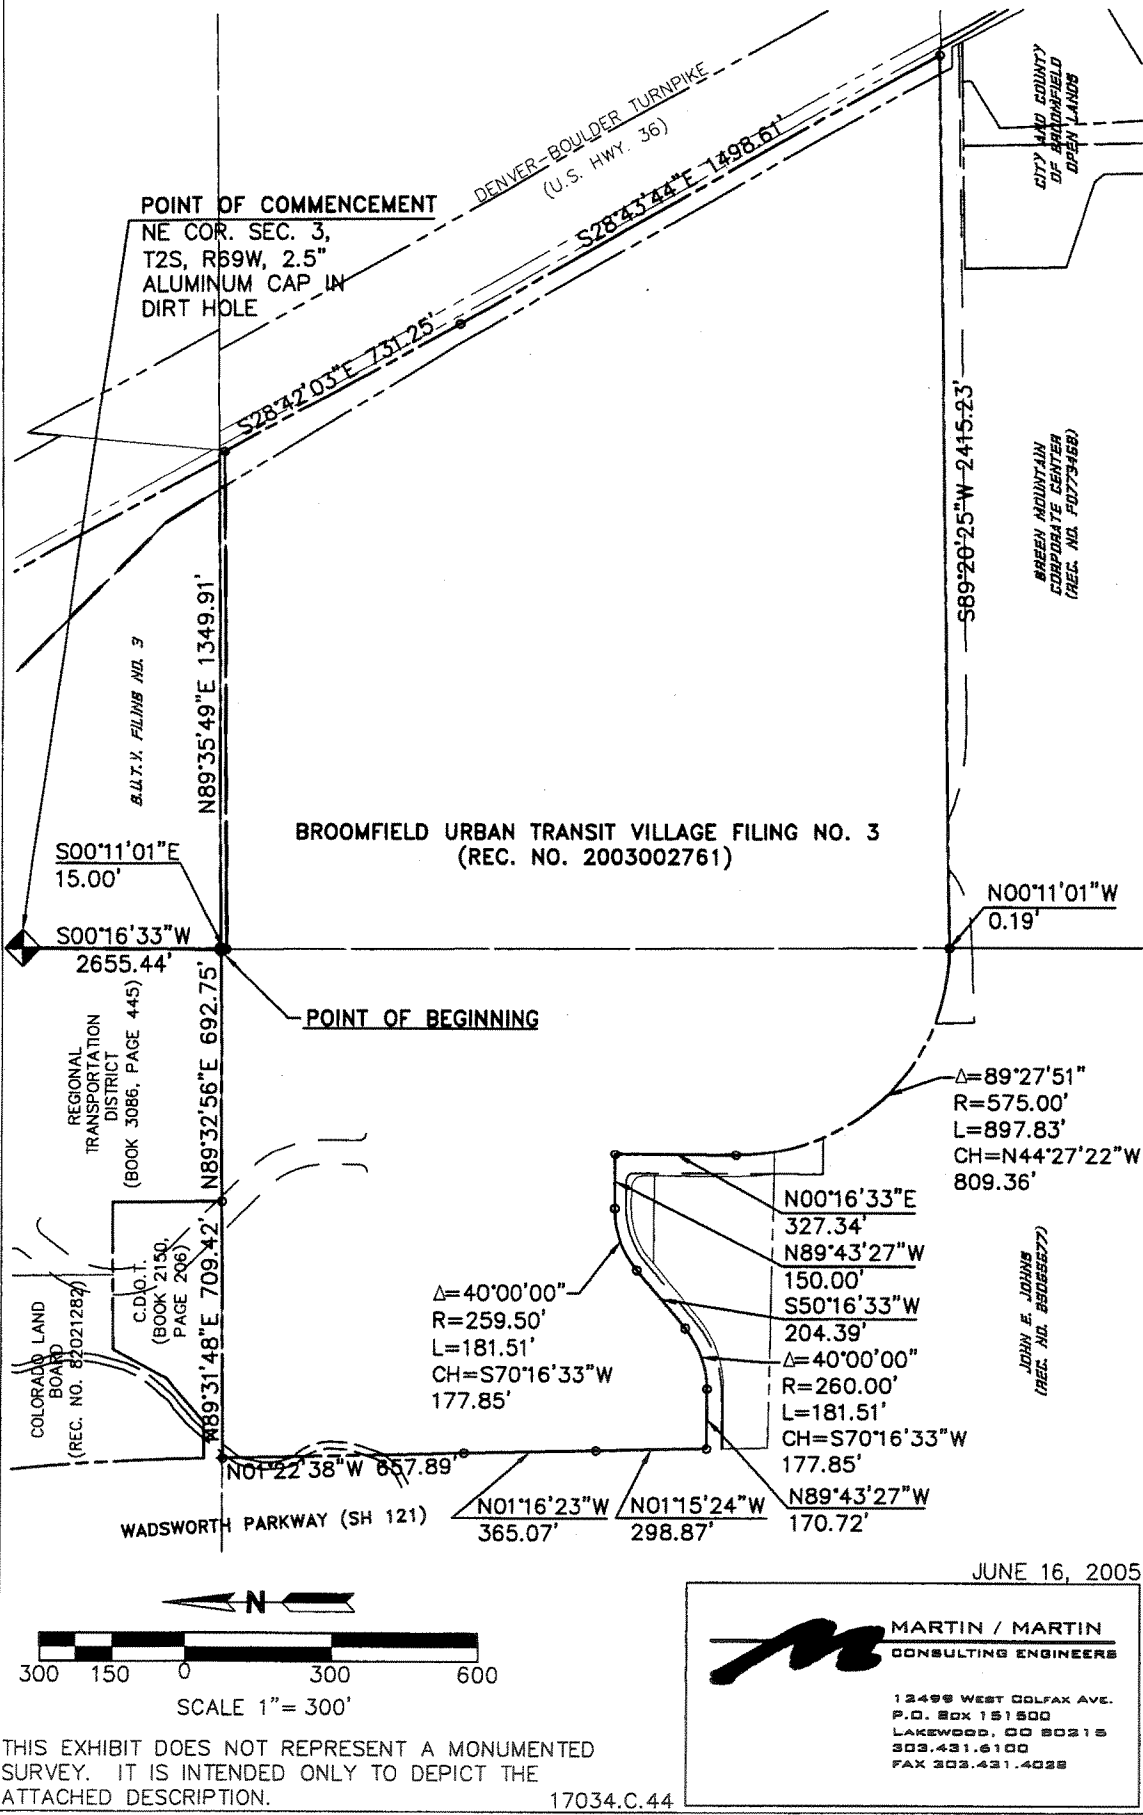 DENVER-BOULDER TURNPIKE
(U.S. HWY. 36)
CITY AND COUNTY
OF BROOMFIELD
OPEN LANDS
POINT OF COMMENCEMENT
NE COR. SEC. 3,
T2S, R69W, 2.5"
ALUMINUM CAP IN
DIRT HOLE
S28°43'44"E 1498.61'
S28°42'03"E 731.25'
S89°20'25"W 2415.23'
CORPORATE CENTER
N89°35'49"E 1349.91'
B.U.T.V. FILING NO. 3
BROOMFIELD URBAN TRANSIT VILLAGE FILING NO. 3
(REC. NO. 2003002761)
S00°11'01"E
15.00'
N00°11'01"W
0.19'
S00°16'33"W
2655.44'
POINT OF BEGINNING
REGIONAL
TRANSPORTATION
DISTRICT
(BOOK 3086, PAGE 445)
N89°32'56"E 692.75'
Δ=89°27'51"
R=575.00'
L=897.83'
CH=N44°27'22"W
809.36'
N00°16'33"E
327.34'
N89°43'27"W
150.00'
S50°16'33"W
204.39'
Δ=40°00'00"
R=259.50'
L=181.51'
CH=S70°16'33"W
177.85'
Δ=40°00'00"
R=260.00'
L=181.51'
CH=S70°16'33"W
177.85'
N89°43'27"W
170.72'
JOHN E. JOHNS
C.D.O.T.
(BOOK 2150,
PAGE 206)
COLORADO LAND
BOARD
(REC. NO. 82021282)
N89°31'48"E 709.42'
N01°22'38"W 657.89'
N01°16'23"W
365.07'
N01°15'24"W
298.87'
WADSWORTH PARKWAY (SH 121)
JUNE 16, 2005
N
300 150 0 300 600
SCALE 1"= 300'
MARTIN / MARTIN
CONSULTING ENGINEERS
12499 WEST COLFAX AVE.
P.O. BOX 151500
LAKEWOOD, CO 80215
303.431.6100
FAX 303.431.4028
THIS EXHIBIT DOES NOT REPRESENT A MONUMENTED
SURVEY. IT IS INTENDED ONLY TO DEPICT THE
ATTACHED DESCRIPTION.
17034.C.44